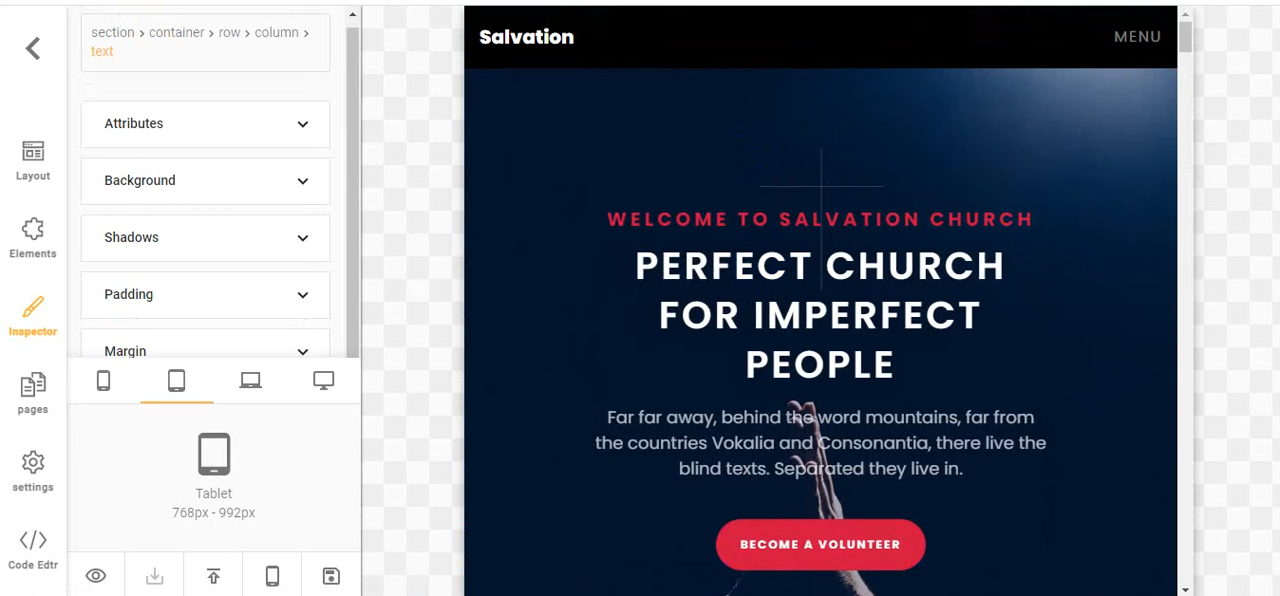 section > container > row > column >
text
Attributes
Background
Shadows
Padding
Margin
Layout
Elements
Inspector
pages
settings
Code Edtr
Tablet
768px - 992px
Salvation
MENU
WELCOME TO SALVATION CHURCH
PERFECT CHURCH
FOR IMPERFECT
PEOPLE
Far far away, behind the word mountains, far from
the countries Vokalia and Consonantia, there live the
blind texts. Separated they live in.
BECOME A VOLUNTEER